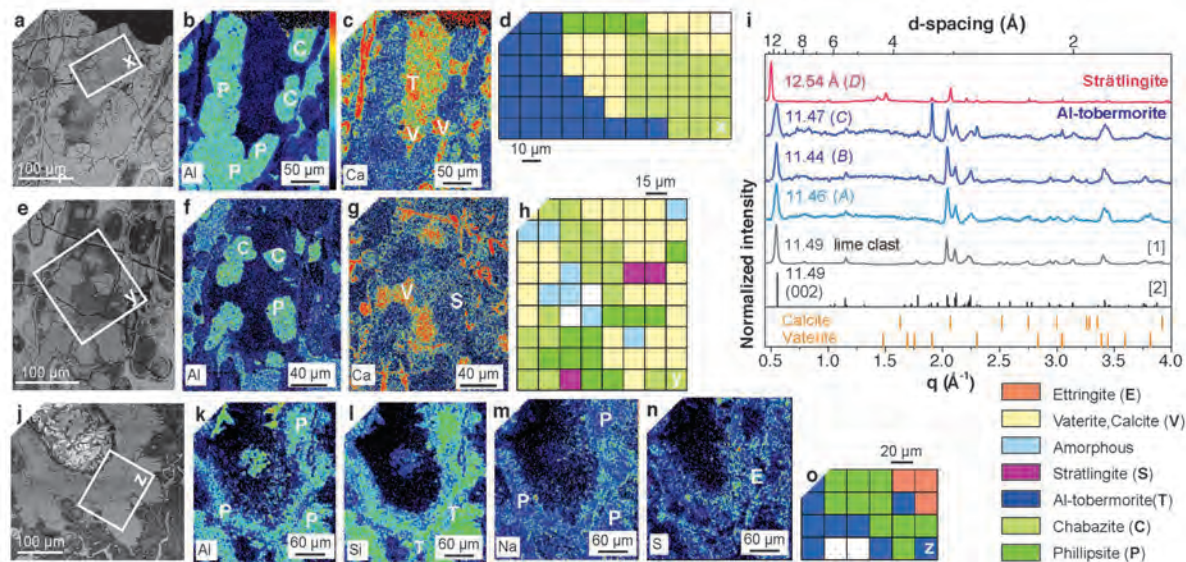 a
x
100 µm
b
P
C
P
C
P
Al
50 µm
c
T
V
V
Ca
50 µm
d
x
10 µm
e
y
100 µm
f
C
C
P
Al
40 µm
g
V
S
Ca
40 µm
15 µm
h
y
i
d-spacing (Å)
12 8 6 4 2
12.54 Å (D) Strätlingite
11.47 (C) Al-tobermorite
11.44 (B)
11.46 (A)
11.49 lime clast [1]
11.49 [2]
(002)
Calcite
Vaterite
Normalized intensity
0.5 1.0 1.5 2.0 2.5 3.0 3.5 4.0
q (Å⁻¹)
Ettringite (E)
Vaterite,Calcite (V)
Amorphous
Strätlingite (S)
Al-tobermorite(T)
Chabazite (C)
Phillipsite (P)
j
z
100 µm
k
P
P
P
Al
60 µm
l
T
T
Si
60 µm
m
P
P
Na
60 µm
n
E
S
60 µm
20 µm
o
z